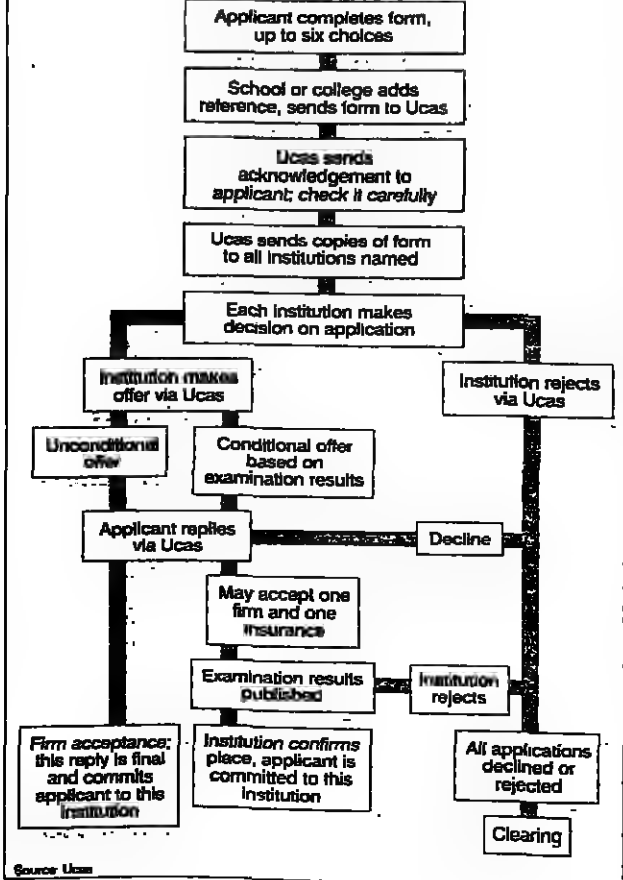 Applicant completes form,
up to six choices
School or college adds
reference, sends form to Ucas
Ucas sends
acknowledgement to
applicant; check it carefully
Ucas sends copies of form
to all institutions named
Each institution makes
decision on application
Institution makes
offer via Ucas
Institution rejects
via Ucas
Unconditional
offer
Conditional offer
based on
examination results
Applicant replies
via Ucas
Decline
May accept one
firm and one
insurance
Examination results
published
Institution
rejects
Firm acceptance;
this reply is final
and commits
applicant to this
institution
Institution confirms
place, applicant is
committed to this
institution
All applications
declined or
rejected
Clearing
Source Ucas